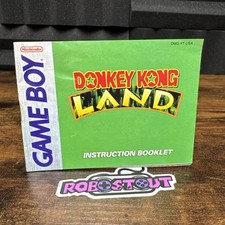 Nintendo
GAME BOY
DONKEY KONG
LAND
INSTRUCTION BOOKLET
ROBOSTOUT